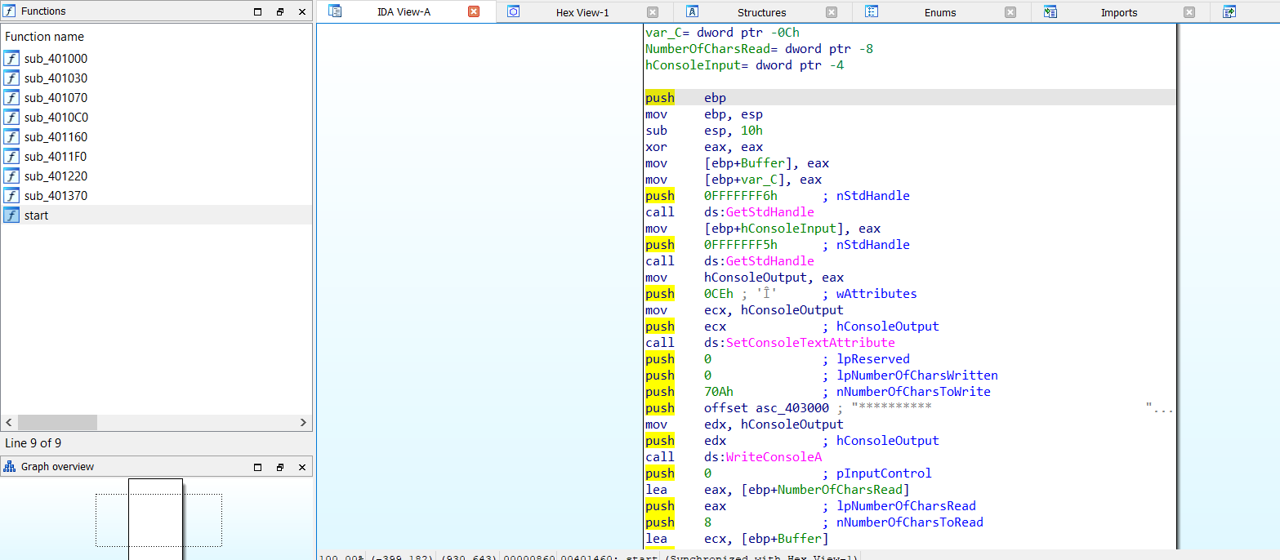 Functions
IDA View-A
Hex View-1
Structures
Enums
Imports
Function name
sub_401000
sub_401030
sub_401070
sub_4010C0
sub_401160
sub_4011F0
sub_401220
sub_401370
start
Line 9 of 9
Graph overview
var_C= dword ptr -0Ch
NumberOfCharsRead= dword ptr -8
hConsoleInput= dword ptr -4
push ebp
mov ebp, esp
sub esp, 10h
xor eax, eax
mov [ebp+Buffer], eax
mov [ebp+var_C], eax
push 0FFFFFFF6h ; nStdHandle
call ds:GetStdHandle
mov [ebp+hConsoleInput], eax
push 0FFFFFFF5h ; nStdHandle
call ds:GetStdHandle
mov hConsoleOutput, eax
push 0CEh ; 'Î' ; wAttributes
mov ecx, hConsoleOutput
push ecx ; hConsoleOutput
call ds:SetConsoleTextAttribute
push 0 ; lpReserved
push 0 ; lpNumberOfCharsWritten
push 70Ah ; nNumberOfCharsToWrite
push offset asc_403000 ; "********** "...
mov edx, hConsoleOutput
push edx ; hConsoleOutput
call ds:WriteConsoleA
push 0 ; pInputControl
lea eax, [ebp+NumberOfCharsRead]
push eax ; lpNumberOfCharsRead
push 8 ; nNumberOfCharsToRead
lea ecx, [ebp+Buffer]
100.00% (-399,182) (930,643) 00000860 00401460: start (Synchronized with Hex View-1)